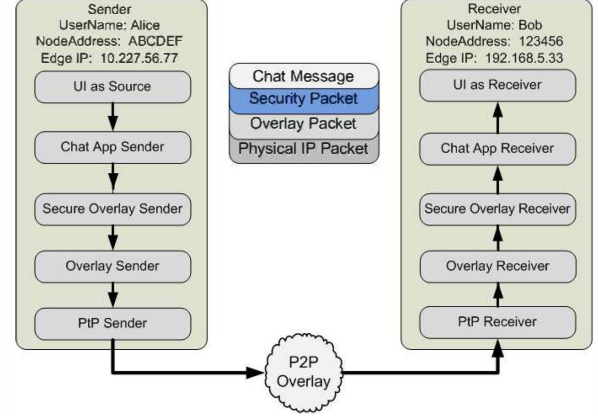 Sender
UserName: Alice
NodeAddress: ABCDEF
Edge IP: 10.227.56.77
UI as Source
Chat App Sender
Secure Overlay Sender
Overlay Sender
PtP Sender
Chat Message
Security Packet
Overlay Packet
Physical IP Packet
P2P
Overlay
Receiver
UserName: Bob
NodeAddress: 123456
Edge IP: 192.168.5.33
UI as Receiver
Chat App Receiver
Secure Overlay Receiver
Overlay Receiver
PtP Receiver